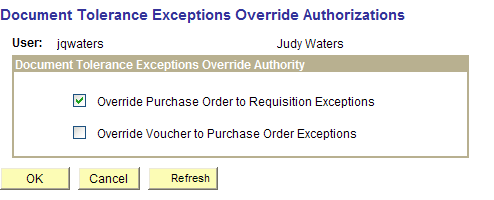 Document Tolerance Exceptions Override Authorizations
User: jqwaters Judy Waters
Document Tolerance Exceptions Override Authority
Override Purchase Order to Requisition Exceptions
Override Voucher to Purchase Order Exceptions
OK Cancel Refresh